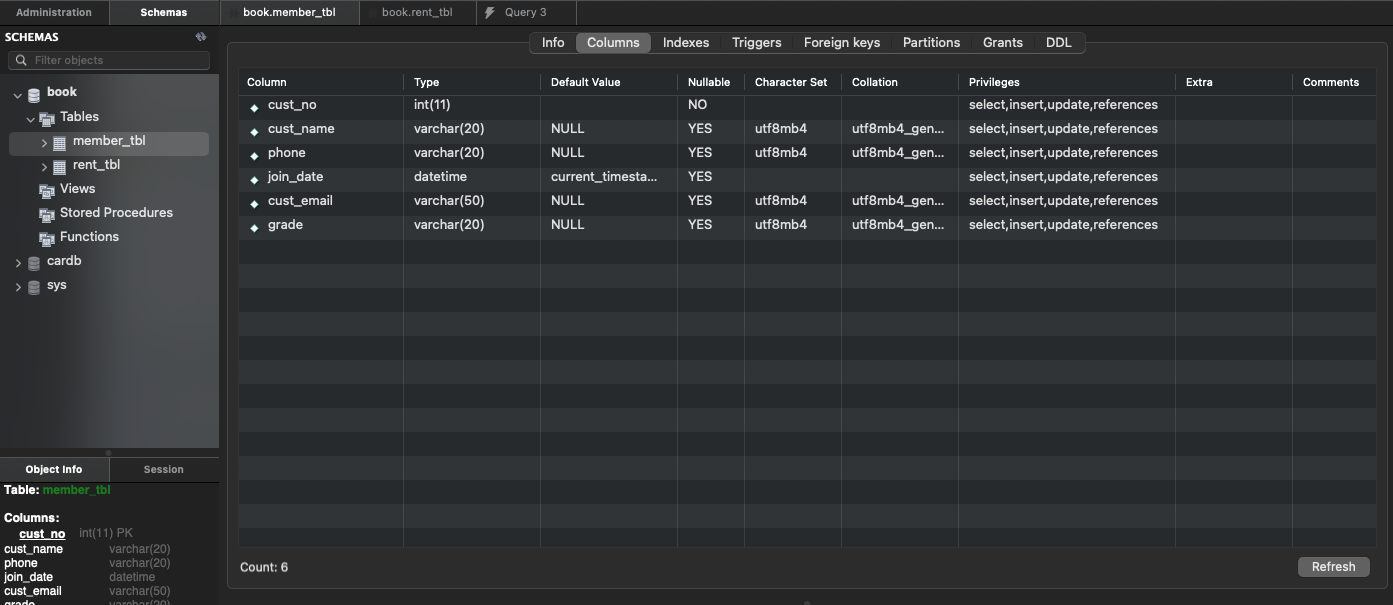 Administration Schemas book.member_tbl book.rent_tbl Query 3
SCHEMAS
Filter objects
book
Tables
member_tbl
rent_tbl
Views
Stored Procedures
Functions
cardb
sys
Info Columns Indexes Triggers Foreign keys Partitions Grants DDL
Column Type Default Value Nullable Character Set Collation Privileges Extra Comments
cust_no int(11) NO select,insert,update,references
cust_name varchar(20) NULL YES utf8mb4 utf8mb4_gen... select,insert,update,references
phone varchar(20) NULL YES utf8mb4 utf8mb4_gen... select,insert,update,references
join_date datetime current_timesta... YES select,insert,update,references
cust_email varchar(50) NULL YES utf8mb4 utf8mb4_gen... select,insert,update,references
grade varchar(20) NULL YES utf8mb4 utf8mb4_gen... select,insert,update,references
Count: 6 Refresh
Object Info Session
Table: member_tbl
Columns:
cust_no int(11) PK
cust_name varchar(20)
phone varchar(20)
join_date datetime
cust_email varchar(50)
grade varchar(20)